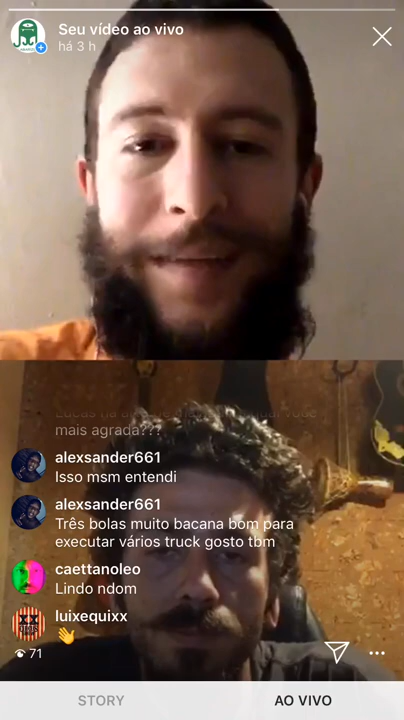 Seu vídeo ao vivo
há 3 h
mais agrada???
alexsander661
Isso msm entendi
alexsander661
Três bolas muito bacana bom para
executar vários truck gosto tbm
caettanoleo
Lindo ndom
luixequixx
👋
71
STORY
AO VIVO